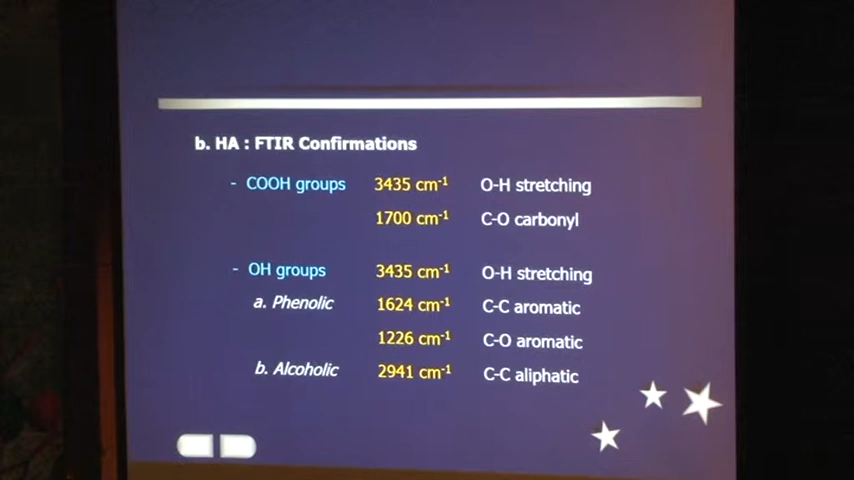 b. HA : FTIR Confirmations
- COOH groups 3435 cm⁻¹ O-H stretching
1700 cm⁻¹ C-O carbonyl
- OH groups 3435 cm⁻¹ O-H stretching
a. Phenolic 1624 cm⁻¹ C-C aromatic
1226 cm⁻¹ C-O aromatic
b. Alcoholic 2941 cm⁻¹ C-C aliphatic